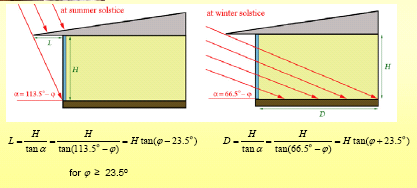 at summer solstice
at winter solstice
L
H
H
α = 113.5° − φ
α = 66.5° − φ
D
L = H / tan α = H / tan(113.5° − φ) = H tan(φ − 23.5°)
D = H / tan α = H / tan(66.5° − φ) = H tan(φ + 23.5°)
for φ ≥ 23.5º